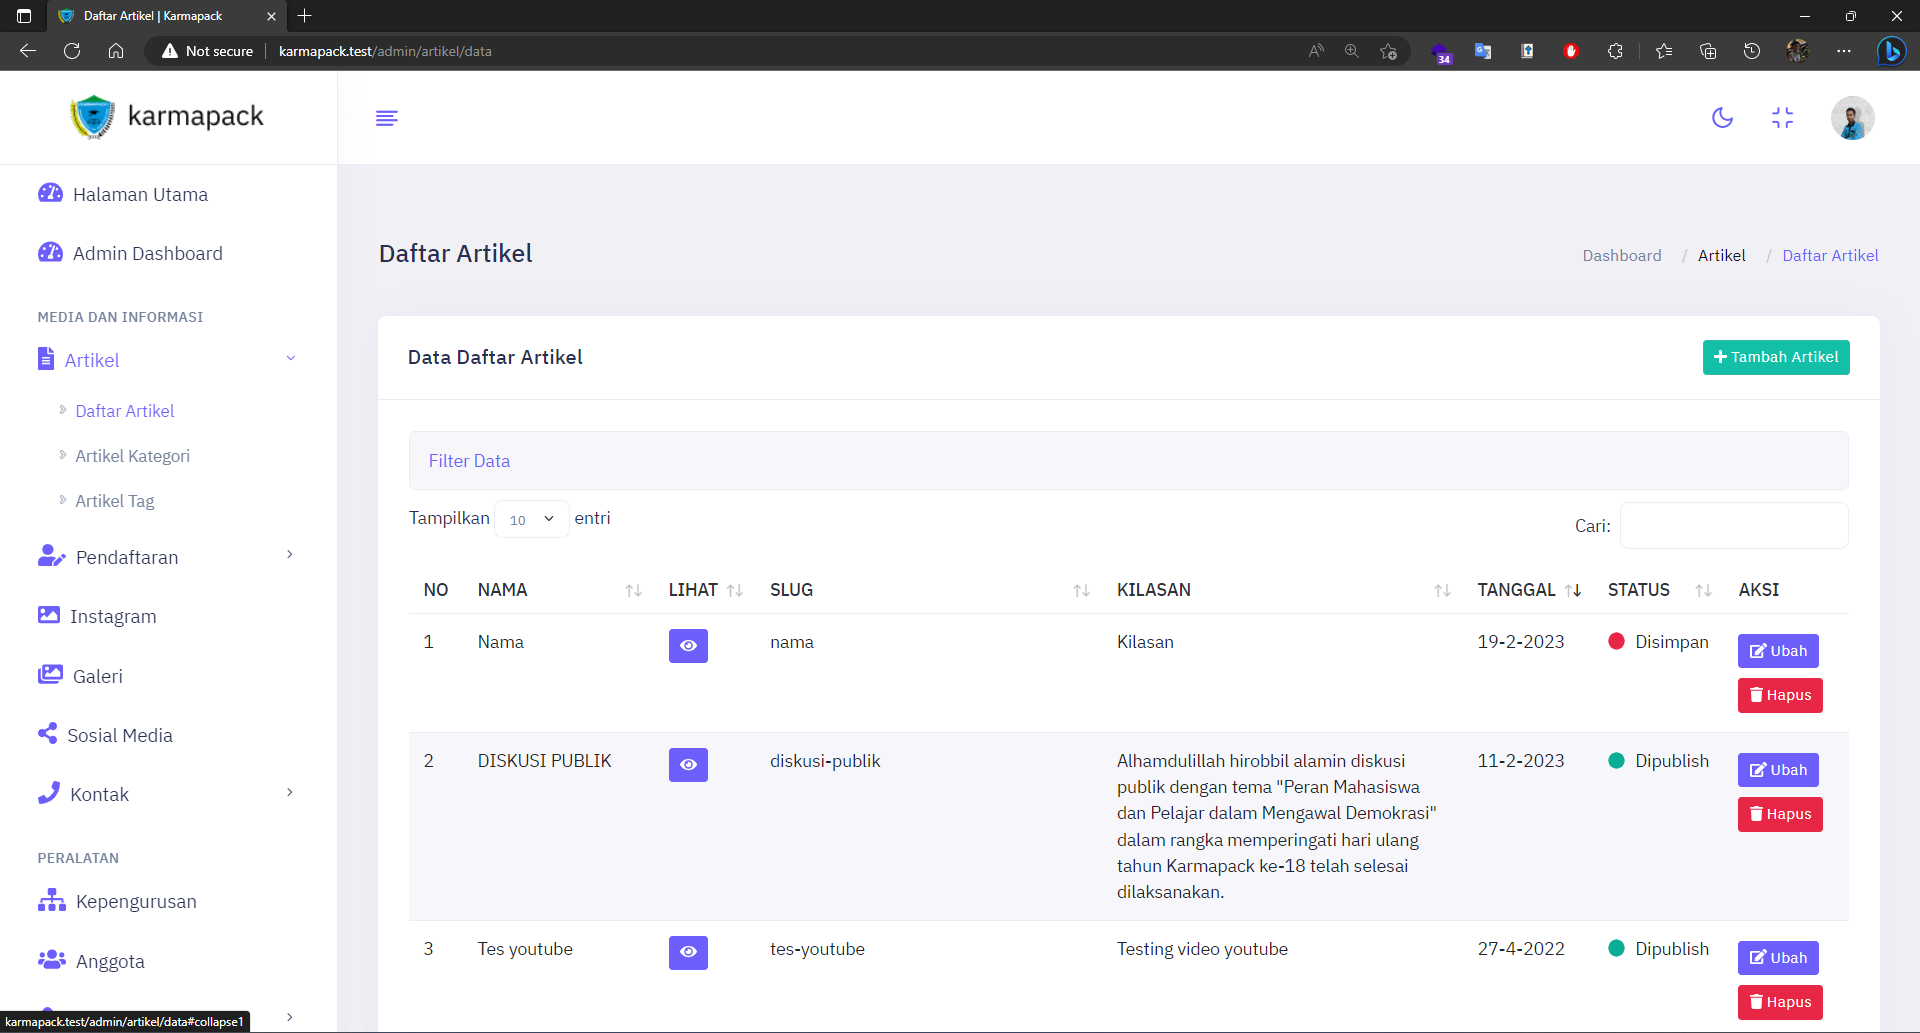 Daftar Artikel | Karmapack
Not secure
karmapack.test/admin/artikel/data
34
karmapack
Halaman Utama
Admin Dashboard
MEDIA DAN INFORMASI
Artikel
Daftar Artikel
Artikel Kategori
Artikel Tag
Pendaftaran
Instagram
Galeri
Sosial Media
Kontak
PERALATAN
Kepengurusan
Anggota
karmapack.test/admin/artikel/data#collapse1
Daftar Artikel
Dashboard / Artikel / Daftar Artikel
Data Daftar Artikel
Tambah Artikel
Filter Data
Tampilkan 10 entri
Cari:
NO NAMA LIHAT SLUG KILASAN TANGGAL STATUS AKSI
1 Nama nama Kilasan 19-2-2023 Disimpan Ubah
Hapus
2 DISKUSI PUBLIK diskusi-publik Alhamdulillah hirobbil alamin diskusi 11-2-2023 Dipublish Ubah
publik dengan tema "Peran Mahasiswa
dan Pelajar dalam Mengawal Demokrasi" Hapus
dalam rangka memperingati hari ulang
tahun Karmapack ke-18 telah selesai
dilaksanakan.
3 Tes youtube tes-youtube Testing video youtube 27-4-2022 Dipublish Ubah
Hapus